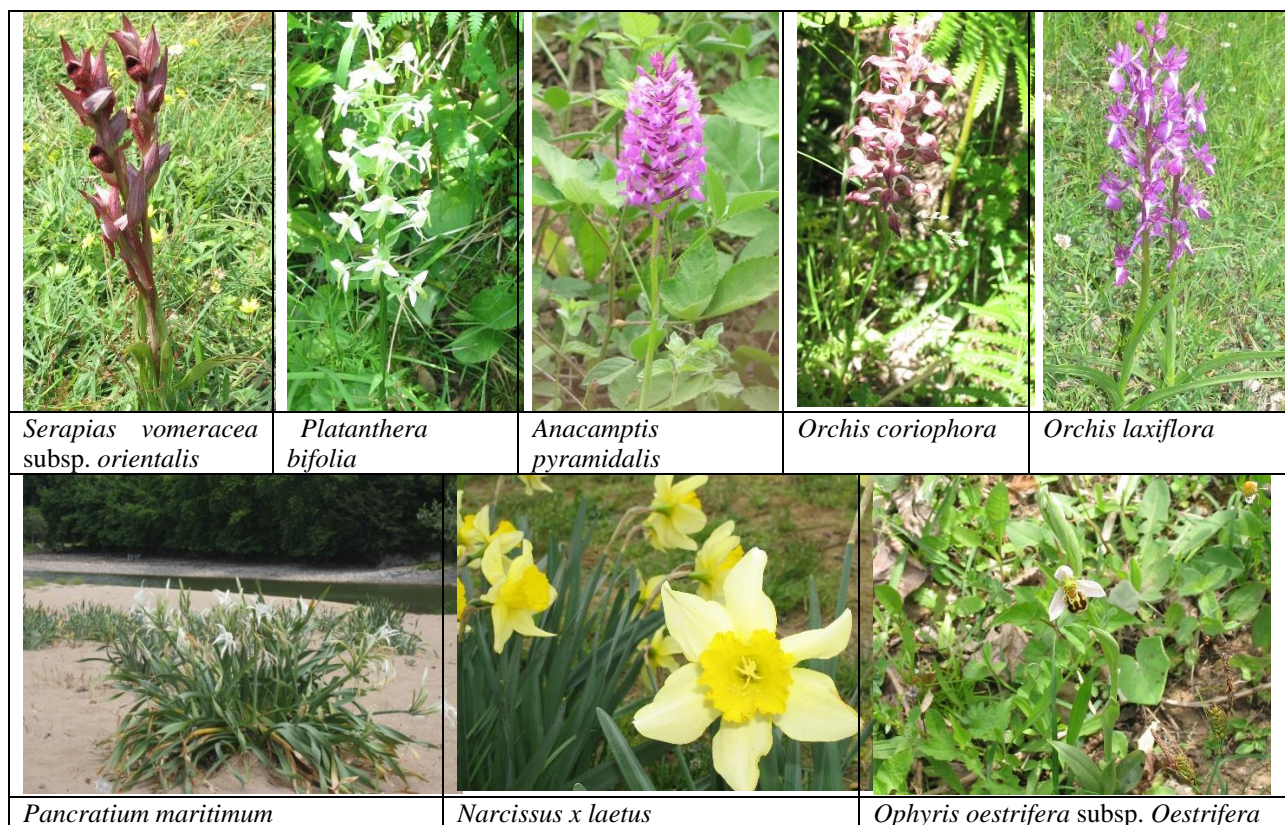 Serapias vomeracea
subsp. orientalis
Platanthera
bifolia
Anacamptis
pyramidalis
Orchis coriophora
Orchis laxiflora
Pancratium maritimum
Narcissus x laetus
Ophyris oestrifera subsp. Oestrifera